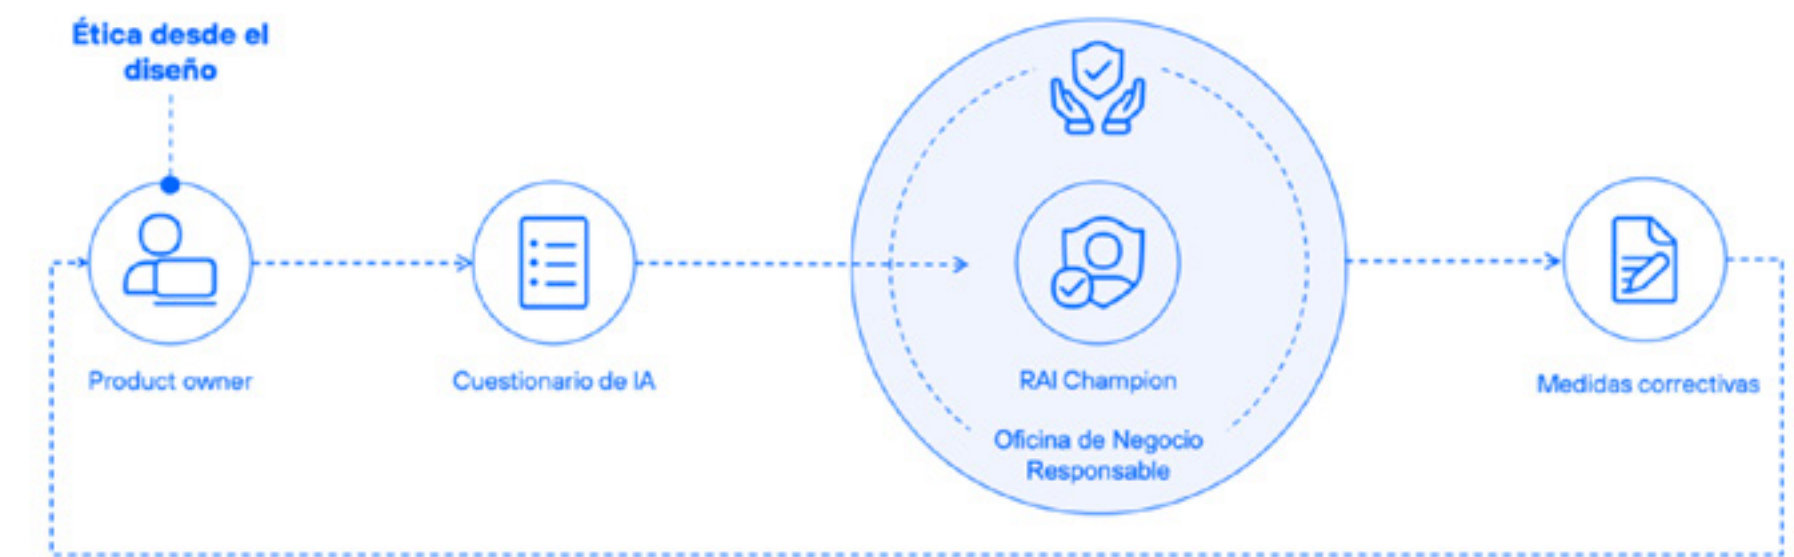 Ética desde el
diseño
Product owner
Cuestionario de IA
RAI Champion
Oficina de Negocio
Responsable
Medidas correctivas